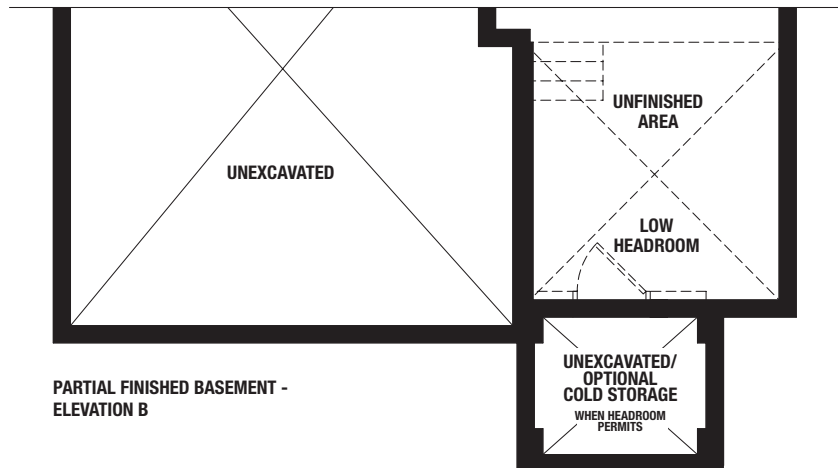 UNFINISHED
AREA
UNEXCAVATED
LOW
HEADROOM
UNEXCAVATED/
OPTIONAL
COLD STORAGE
WHEN HEADROOM
PERMITS
PARTIAL FINISHED BASEMENT -
ELEVATION B